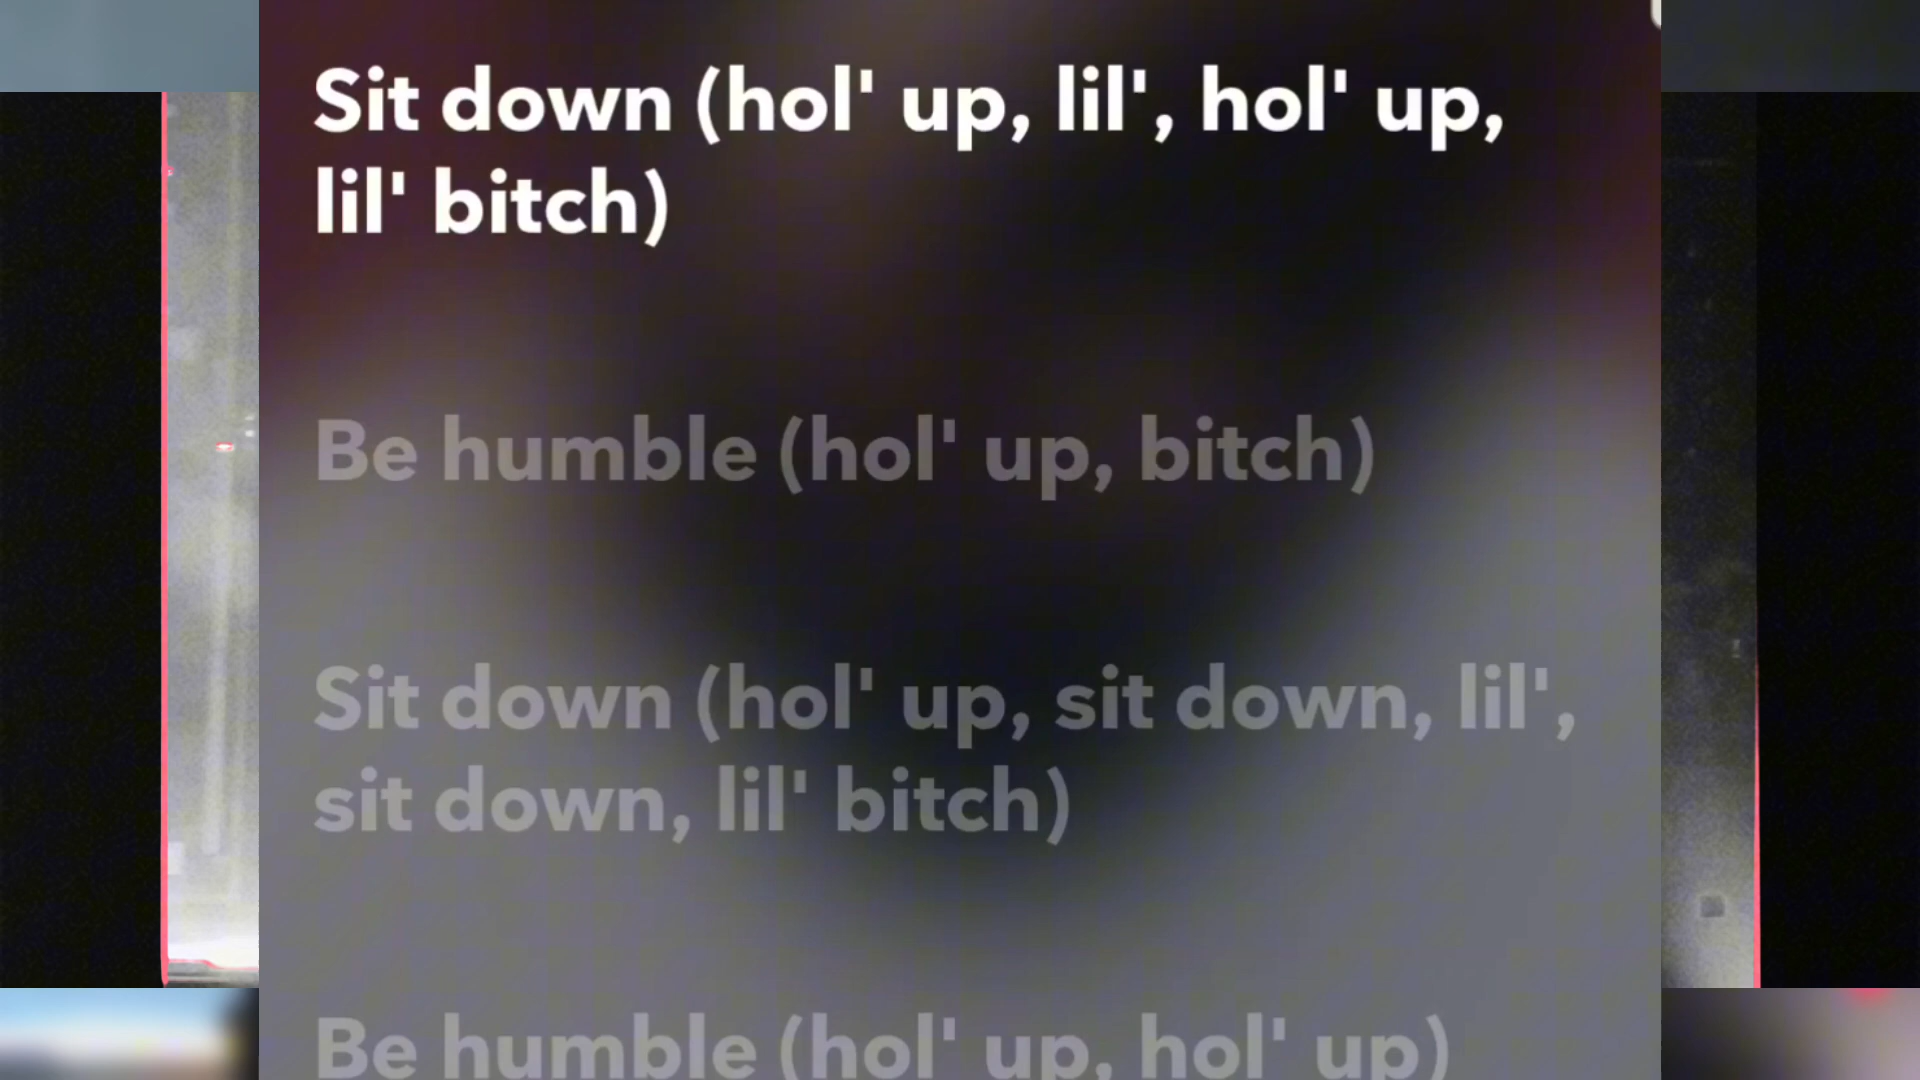 Sit down (hol' up, lil', hol' up,
lil' bitch)
Be humble (hol' up, bitch)
Sit down (hol' up, sit down, lil',
sit down, lil' bitch)
Be humble (hol' up, hol' up)